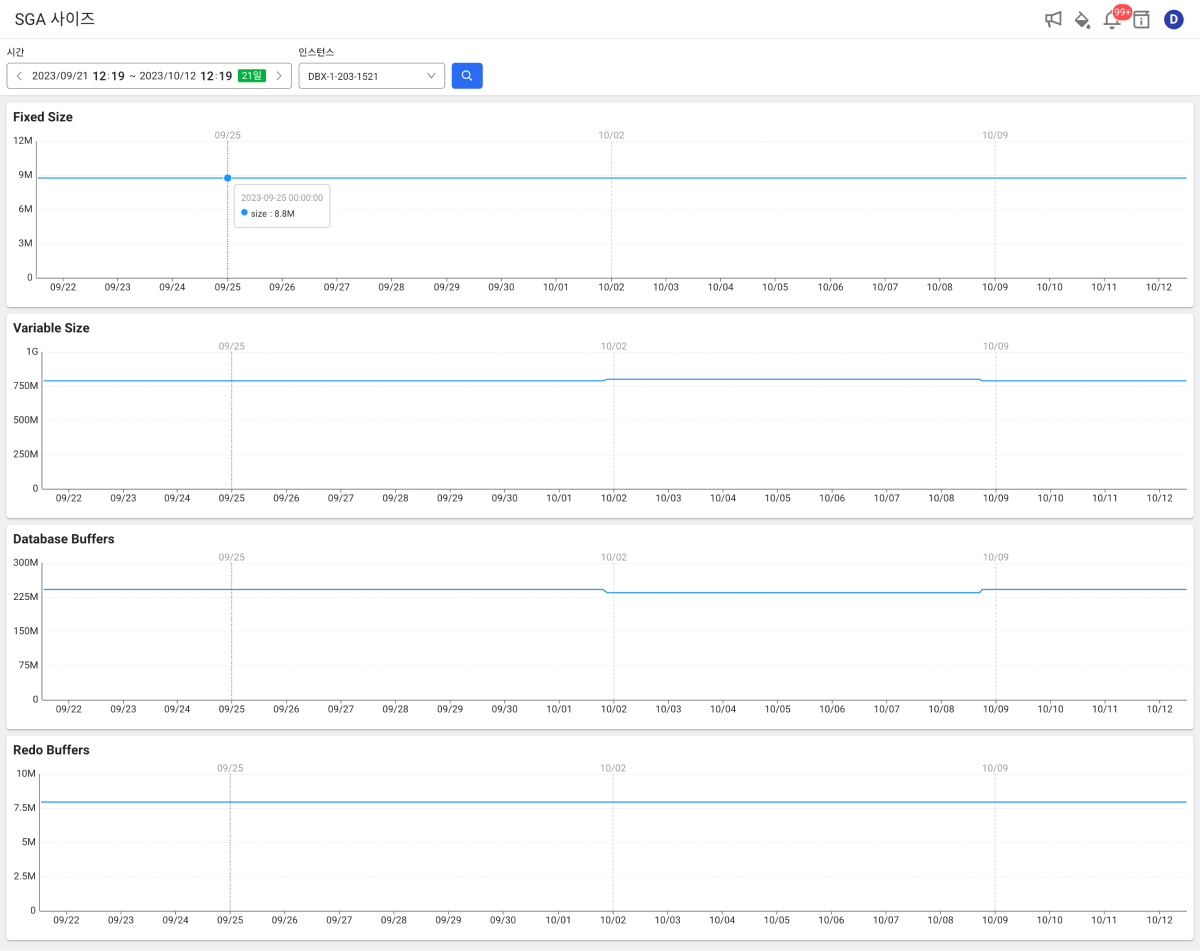 SGA 사이즈
99+
D
시간
인스턴스
2023/09/21 12:19 ~ 2023/10/12 12:19 21일
DBX-1-203-1521
Fixed Size
09/25 10/02 10/09
12M
9M
6M
3M
0
2023-09-25 00:00:00
size : 8.8M
09/22 09/23 09/24 09/25 09/26 09/27 09/28 09/29 09/30 10/01 10/02 10/03 10/04 10/05 10/06 10/07 10/08 10/09 10/10 10/11 10/12
Variable Size
09/25 10/02 10/09
1G
750M
500M
250M
0
09/22 09/23 09/24 09/25 09/26 09/27 09/28 09/29 09/30 10/01 10/02 10/03 10/04 10/05 10/06 10/07 10/08 10/09 10/10 10/11 10/12
Database Buffers
09/25 10/02 10/09
300M
225M
150M
75M
0
09/22 09/23 09/24 09/25 09/26 09/27 09/28 09/29 09/30 10/01 10/02 10/03 10/04 10/05 10/06 10/07 10/08 10/09 10/10 10/11 10/12
Redo Buffers
09/25 10/02 10/09
10M
7.5M
5M
2.5M
0
09/22 09/23 09/24 09/25 09/26 09/27 09/28 09/29 09/30 10/01 10/02 10/03 10/04 10/05 10/06 10/07 10/08 10/09 10/10 10/11 10/12